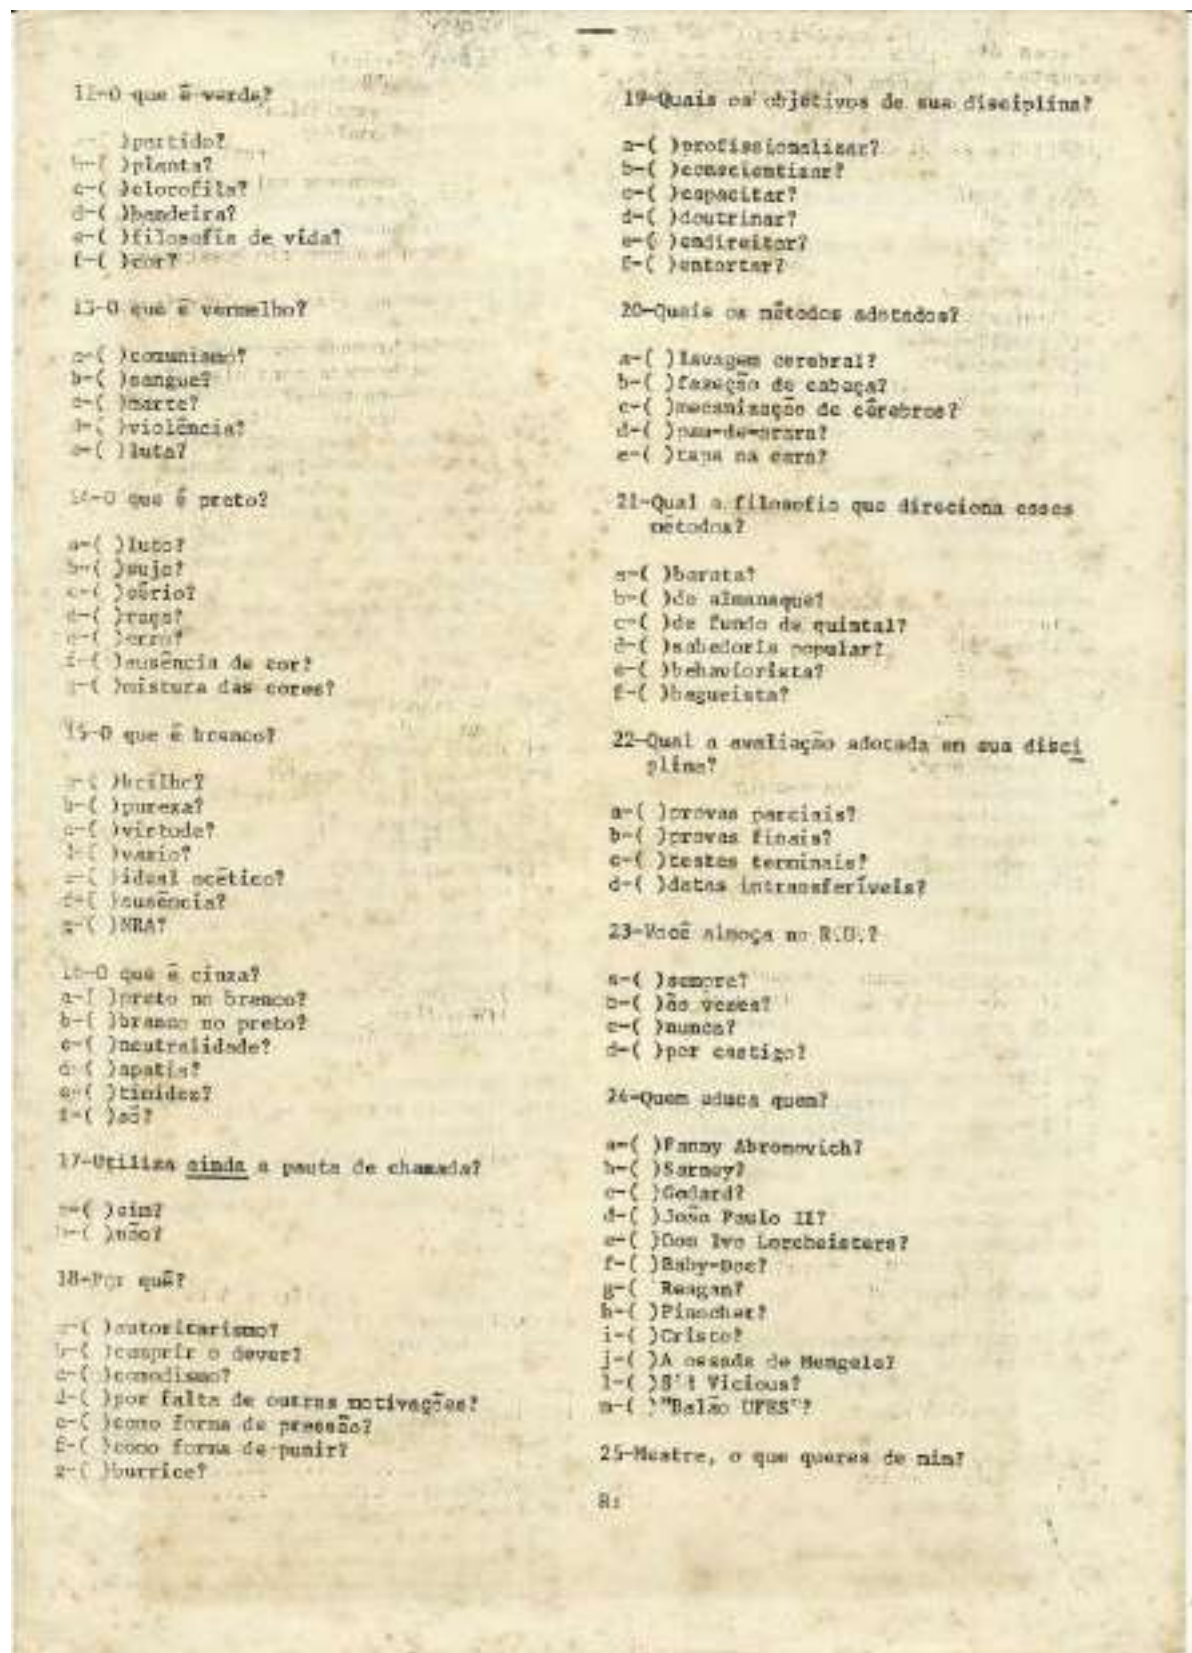 12-O que é verde?
( )partido?
b-( )planta?
c-( )clorofila?
d-( )bandeira?
e-( )filosofia de vida?
f-( )cor?
13-O que é vermelho?
a-( )comunismo?
b-( )sangue?
c-( )marte?
d-( )violência?
e-( )luta?
14-O que é preto?
a-( )luto?
b-( )sujo?
c-( )sério?
d-( )raça?
e-( )erro?
f-( )ausência de cor?
g-( )mistura das cores?
15-O que é branco?
a-( )brilho?
b-( )pureza?
c-( )virtude?
d-( )vazio?
e-( )ideal acético?
f-( )ausência?
g-( )NRA?
16-O que é cinza?
a-( )preto no branco?
b-( )branco no preto?
c-( )neutralidade?
d-( )apatia?
e-( )timidez?
f-( )só?
17-Utiliza ainda a pauta de chamada?
a-( )sim?
b-( )não?
18-Por quê?
a-( )autoritarismo?
b-( )cumprir o dever?
c-( )comodismo?
d-( )por falta de outras motivações?
e-( )como forma de pressão?
f-( )como forma de punir?
g-( )burrice?
19-Quais os objetivos de sua disciplina?
a-( )profissionalizar?
b-( )conscientizar?
c-( )capacitar?
d-( )doutrinar?
e-( )endireitar?
f-( )entortar?
20-Quais os métodos adotados?
a-( )lavagem cerebral?
b-( )fazeção de cabeça?
c-( )mecanização de cérebros?
d-( )pau-de-arara?
e-( )tapa na cara?
21-Qual a filosofia que direciona esses
métodos?
a-( )barata?
b-( )de almanaque?
c-( )de fundo de quintal?
d-( )sabedoria popular?
e-( )behaviorista?
f-( )bagueista?
22-Qual a avaliação adotada em sua disci
plina?
a-( )provas parciais?
b-( )provas finais?
c-( )testes terminais?
d-( )datas intransferíveis?
23-Você almoça no R.U.?
a-( )sempre?
b-( )às vezes?
c-( )nunca?
d-( )por castigo?
24-Quem educa quem?
a-( )Fanny Abromovich?
b-( )Sarney?
c-( )Godard?
d-( )João Paulo II?
e-( )Dom Ivo Lorcheisters?
f-( )Baby-Doc?
g-( Reagan?
h-( )Pinochet?
i-( )Cristo?
j-( )A ossada de Mengele?
l-( ) Vicious?
m-( )"Balão UFES"?
25-Mestre, o que queres de mim?
R: